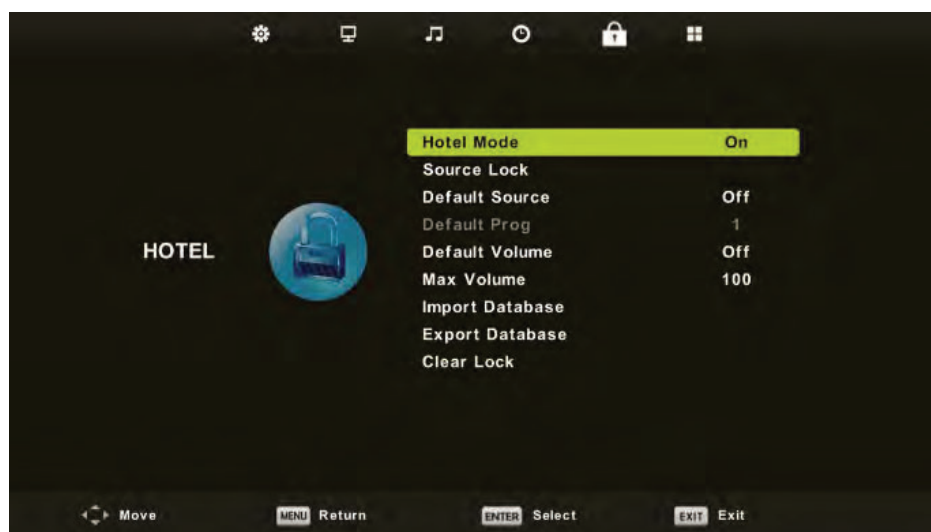 Hotel Mode On
Source Lock
Default Source Off
Default Prog 1
HOTEL
Default Volume Off
Max Volume 100
Import Database
Export Database
Clear Lock
Move MENU Return ENTER Select EXIT Exit